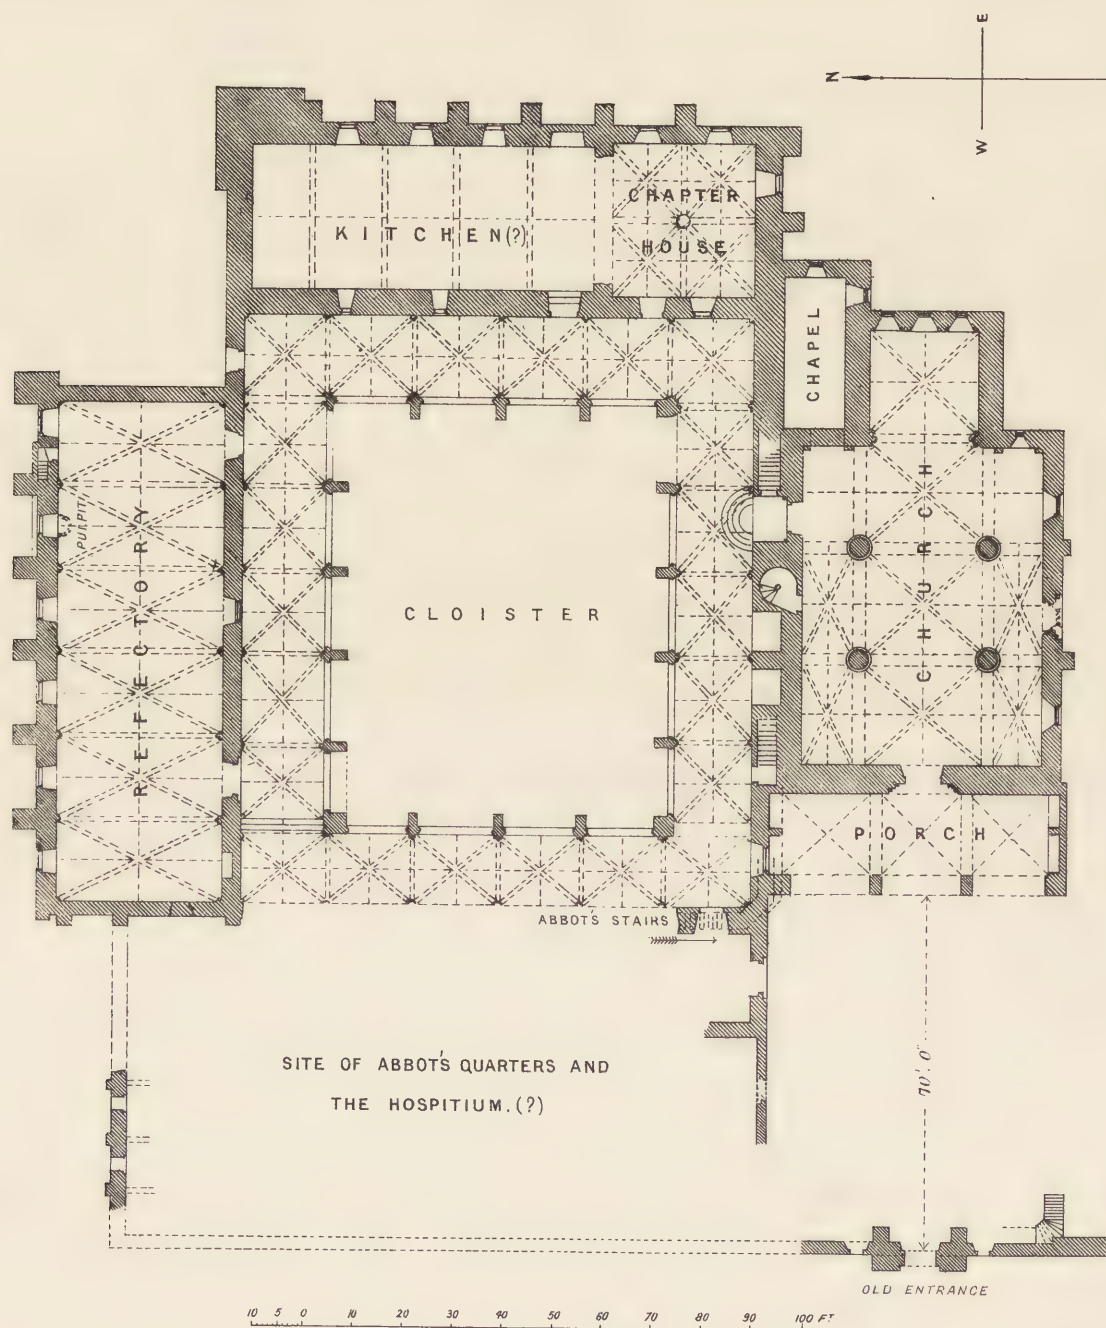 E
N
W
CHAPTER
HOUSE
KITCHEN(?)
CHAPEL
PULPIT
REFECTORY
CLOISTER
CHURCH
PORCH
ABBOT'S STAIRS
SITE OF ABBOT'S QUARTERS AND
THE HOSPITIUM.(?)
70'. 0"
OLD ENTRANCE
10 5 0 10 20 30 40 50 60 70 80 90 100 FT